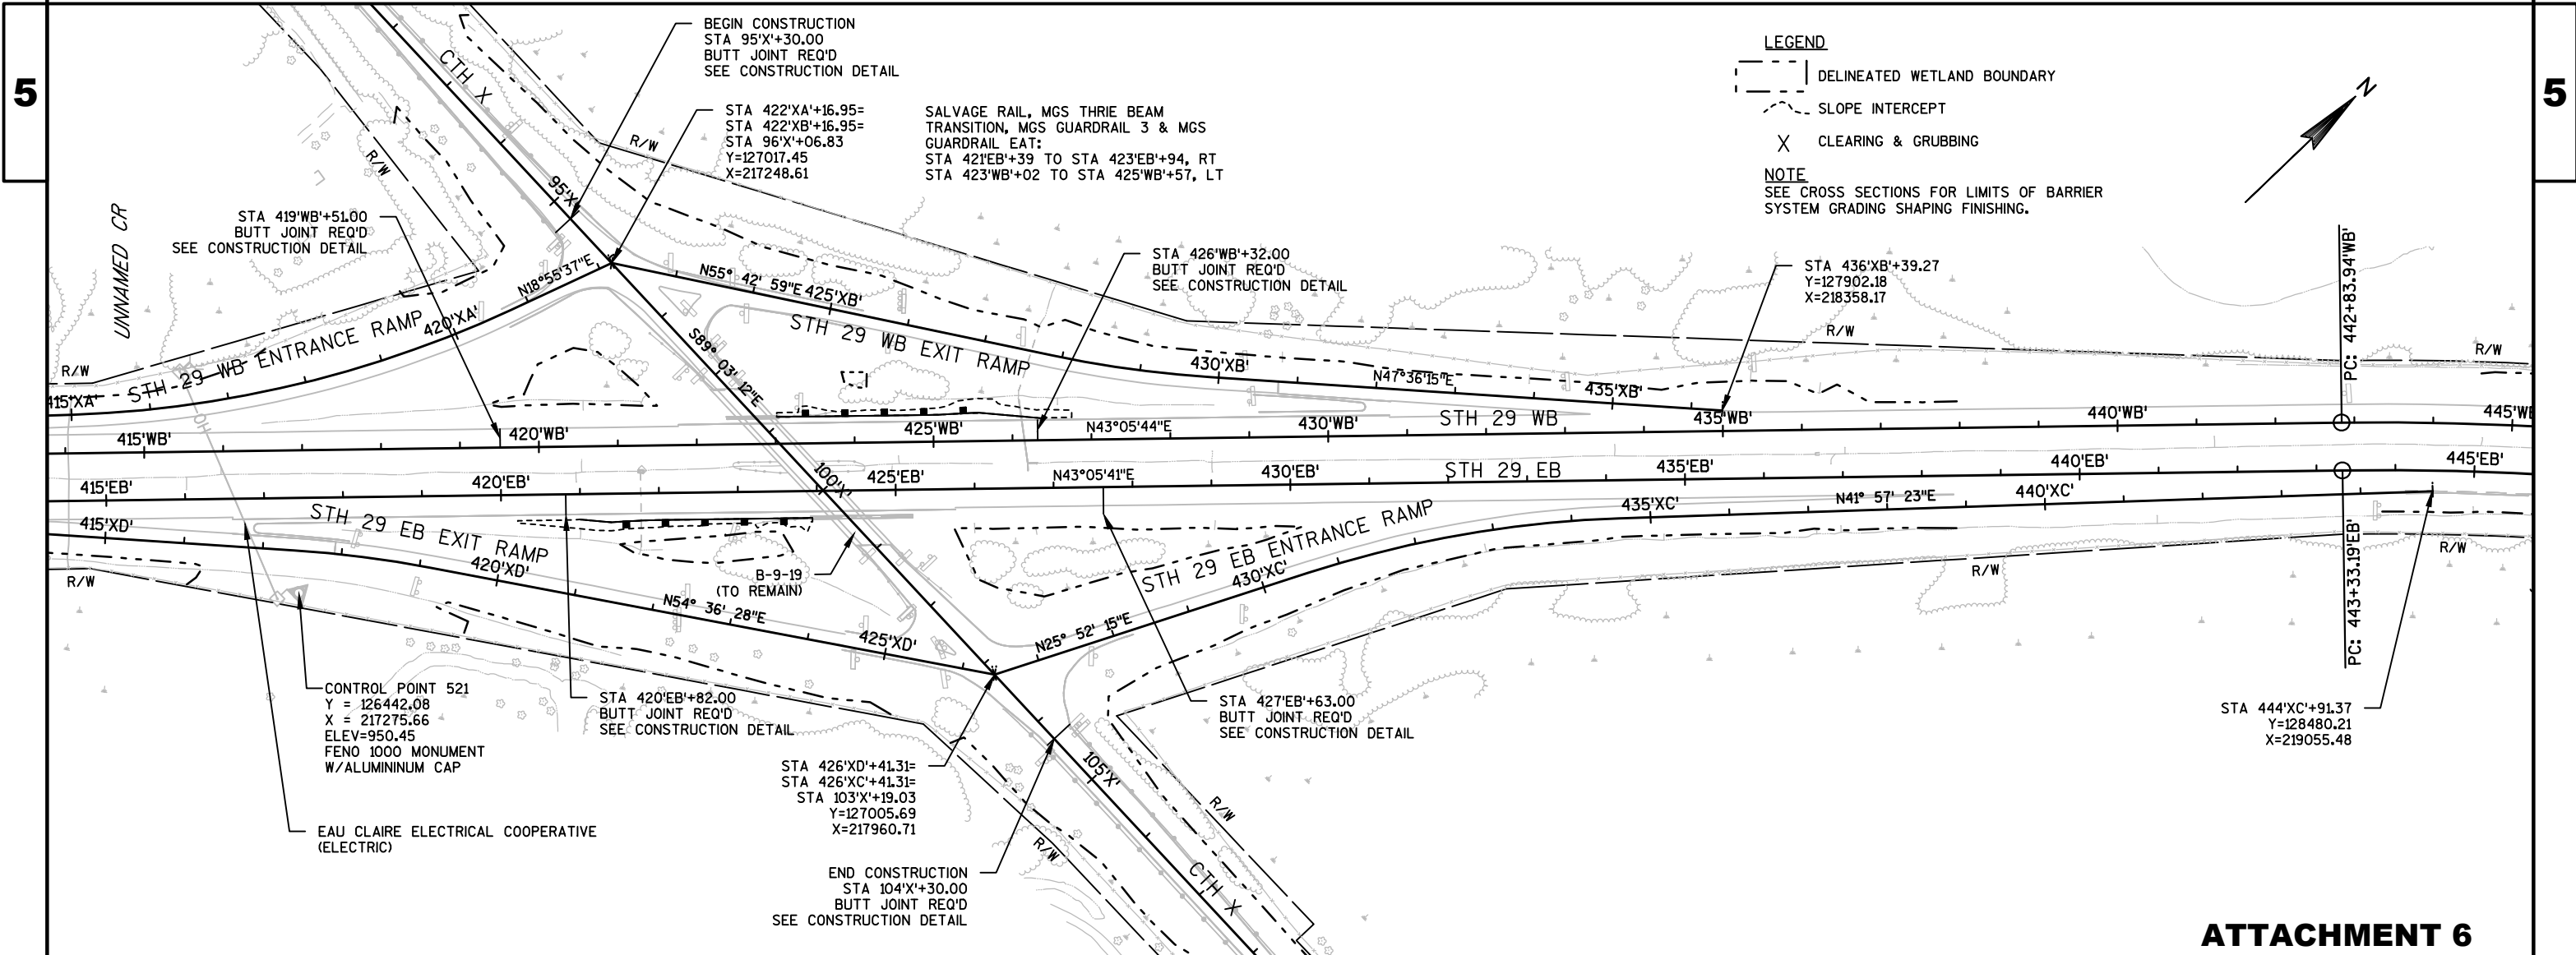 5
5
BEGIN CONSTRUCTION
STA 95'X'+30.00
BUTT JOINT REQ'D
SEE CONSTRUCTION DETAIL
STA 422'XA'+16.95=
STA 422'XB'+16.95=
STA 96'X'+06.83
Y=127017.45
X=217248.61
SALVAGE RAIL, MGS THRIE BEAM
TRANSITION, MGS GUARDRAIL 3 & MGS
GUARDRAIL EAT:
STA 421'EB'+39 TO STA 423'EB'+94, RT
STA 423'WB'+02 TO STA 425'WB'+57, LT
LEGEND
DELINEATED WETLAND BOUNDARY
SLOPE INTERCEPT
X CLEARING & GRUBBING
NOTE
SEE CROSS SECTIONS FOR LIMITS OF BARRIER
SYSTEM GRADING SHAPING FINISHING.
N
CTH X
R/W
R/W
95'X'
UNNAMED CR
STA 419'WB'+51.00
BUTT JOINT REQ'D
SEE CONSTRUCTION DETAIL
STA 426'WB'+32.00
BUTT JOINT REQ'D
SEE CONSTRUCTION DETAIL
STA 436'XB'+39.27
Y=127902.18
X=218358.17
PC: 442+83.94'WB'
N18°55'37"E
N55° 42' 59"E
425'XB'
420'XA'
STH 29 WB ENTRANCE RAMP
STH 29 WB EXIT RAMP
S89° 03' 12"E
R/W
R/W
R/W
415'XA'
430'XB'
N47°36'15"E
435'XB'
OH
415'WB'
420'WB'
425'WB'
N43°05'44"E
430'WB'
STH 29 WB
435'WB'
440'WB'
445'WB
100'X'
415'EB'
420'EB'
425'EB'
N43°05'41"E
430'EB'
STH 29 EB
435'EB'
440'EB'
445'EB'
415'XD'
STH 29 EB EXIT RAMP
420'XD'
N54° 36' 28"E
425'XD'
B-9-19
(TO REMAIN)
N25° 52' 15"E
STH 29 EB ENTRANCE RAMP
430'XC'
435'XC'
N41° 57' 23"E
440'XC'
PC: 443+33.19'EB'
R/W
R/W
R/W
CONTROL POINT 521
Y = 126442.08
X = 217275.66
ELEV=950.45
FENO 1000 MONUMENT
W/ALUMININUM CAP
STA 420'EB'+82.00
BUTT JOINT REQ'D
SEE CONSTRUCTION DETAIL
STA 427'EB'+63.00
BUTT JOINT REQ'D
SEE CONSTRUCTION DETAIL
STA 444'XC'+91.37
Y=128480.21
X=219055.48
STA 426'XD'+41.31=
STA 426'XC'+41.31=
STA 103'X'+19.03
Y=127005.69
X=217960.71
105'X'
R/W
R/W
EAU CLAIRE ELECTRICAL COOPERATIVE
(ELECTRIC)
END CONSTRUCTION
STA 104'X'+30.00
BUTT JOINT REQ'D
SEE CONSTRUCTION DETAIL
CTH X
ATTACHMENT 6